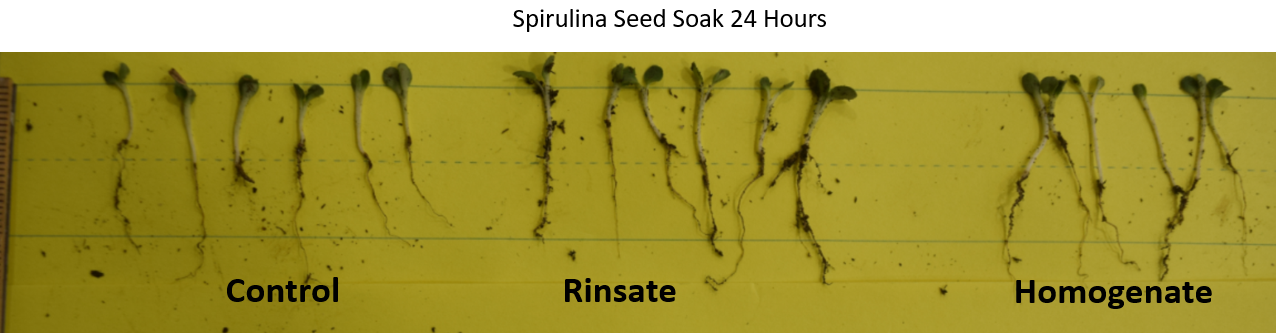 Spirulina Seed Soak 24 Hours
Control
Rinsate
Homogenate